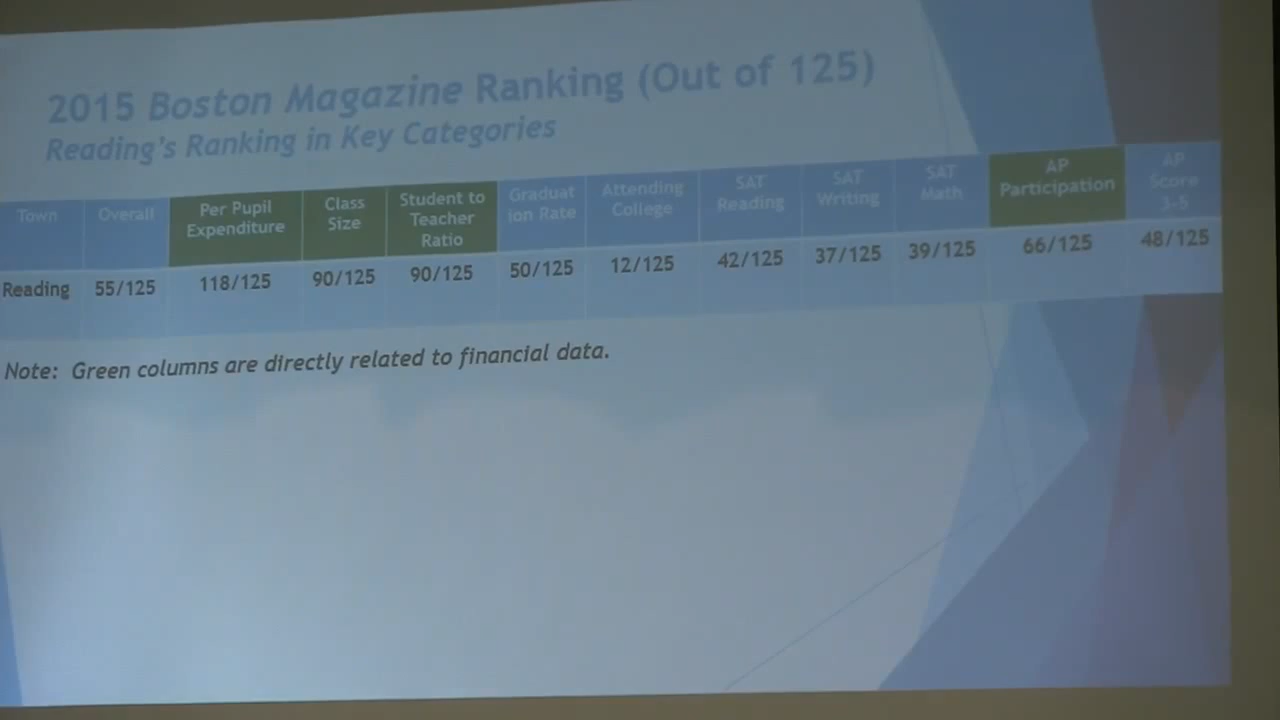 2015 Boston Magazine Ranking (Out of 125)
Reading's Ranking in Key Categories
Town Overall Per Pupil Expenditure Class Size Student to Teacher Ratio Graduat ion Rate Attending College SAT Reading SAT Writing SAT Math AP Participation AP Score 3-5
Reading 55/125 118/125 90/125 90/125 50/125 12/125 42/125 37/125 39/125 66/125 48/125
Note: Green columns are directly related to financial data.